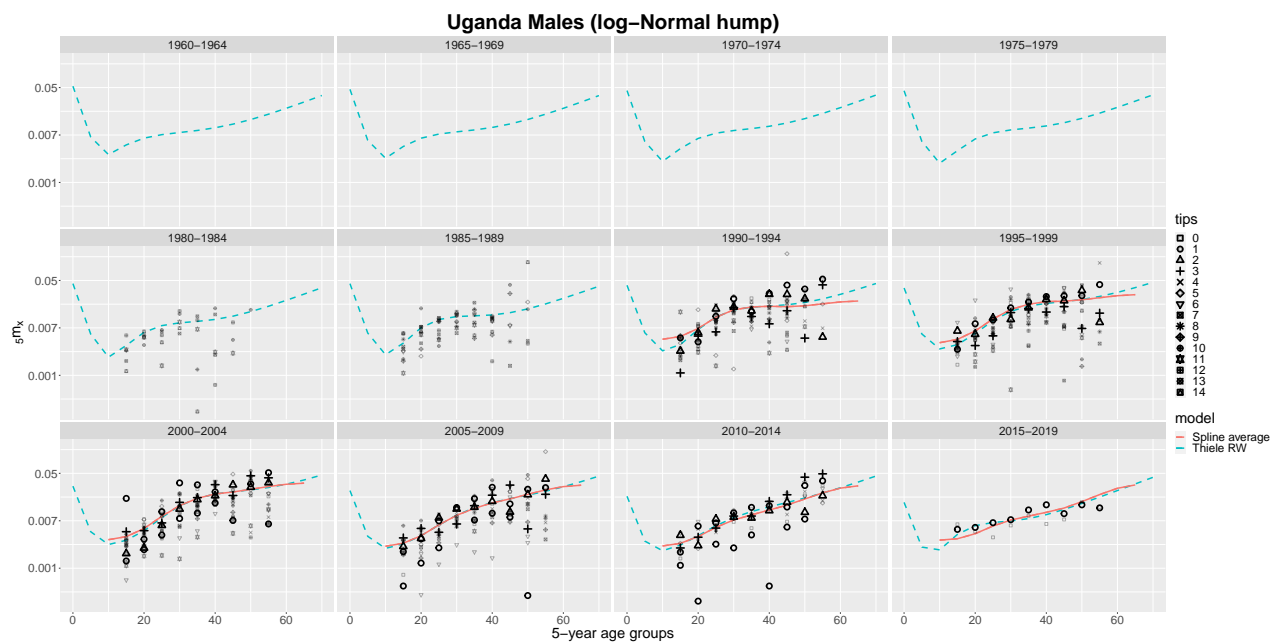 Uganda Males (log−Normal hump)
1960−1964 1965−1969 1970−1974 1975−1979
0.05
0.007
0.001
1980−1984 1985−1989 1990−1994 1995−1999
0.05
0.007
0.001
2000−2004 2005−2009 2010−2014 2015−2019
0.05
0.007
0.001
0 20 40 60 0 20 40 60 0 20 40 60 0 20 40 60
5−year age groups
5mx
tips
0
1
2
3
4
5
6
7
8
9
10
11
12
13
14
model
Spline average
Thiele RW